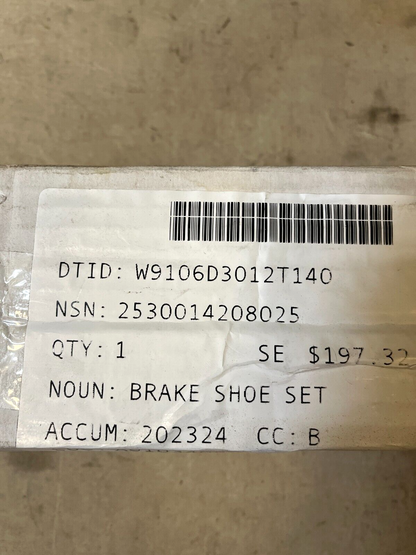 DTID: W9106D3012T140
NSN: 2530014208025
QTY: 1 SE $197.32
NOUN: BRAKE SHOE SET
ACCUM: 202324 CC: B